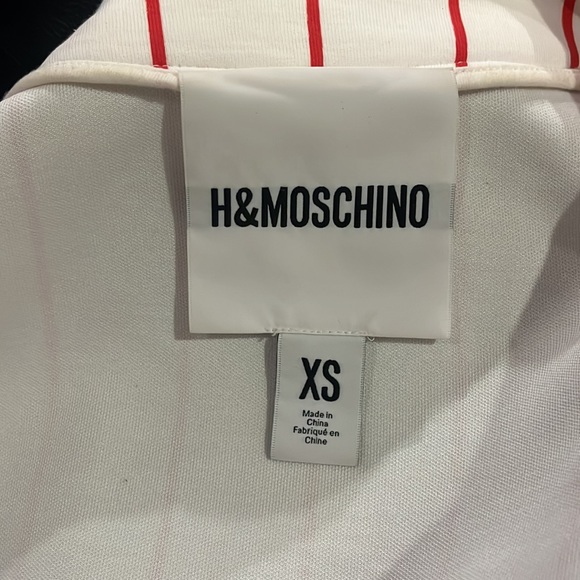 H&MOSCHINO
XS
Made in
China
Fabriqué en
Chine